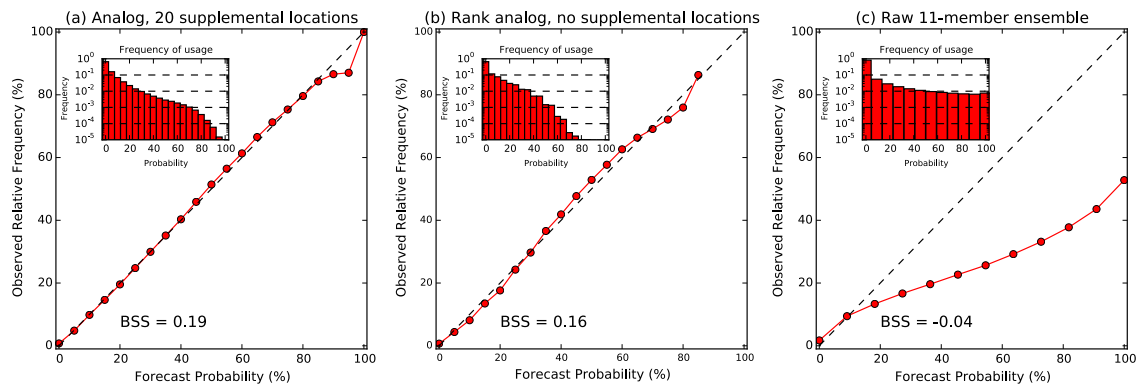 (a) Analog, 20 supplemental locations
Frequency of usage
10^0
10^-1
10^-2
10^-3
10^-4
10^-5
Frequency
0 20 40 60 80 100
Probability
Observed Relative Frequency (%)
100
80
60
40
20
0
BSS = 0.19
0 20 40 60 80 100
Forecast Probability (%)
(b) Rank analog, no supplemental locations
Frequency of usage
10^0
10^-1
10^-2
10^-3
10^-4
10^-5
Frequency
0 20 40 60 80 100
Probability
Observed Relative Frequency (%)
100
80
60
40
20
0
BSS = 0.16
0 20 40 60 80 100
Forecast Probability (%)
(c) Raw 11-member ensemble
Frequency of usage
10^0
10^-1
10^-2
10^-3
10^-4
10^-5
Frequency
0 20 40 60 80 100
Probability
Observed Relative Frequency (%)
100
80
60
40
20
0
BSS = -0.04
0 20 40 60 80 100
Forecast Probability (%)